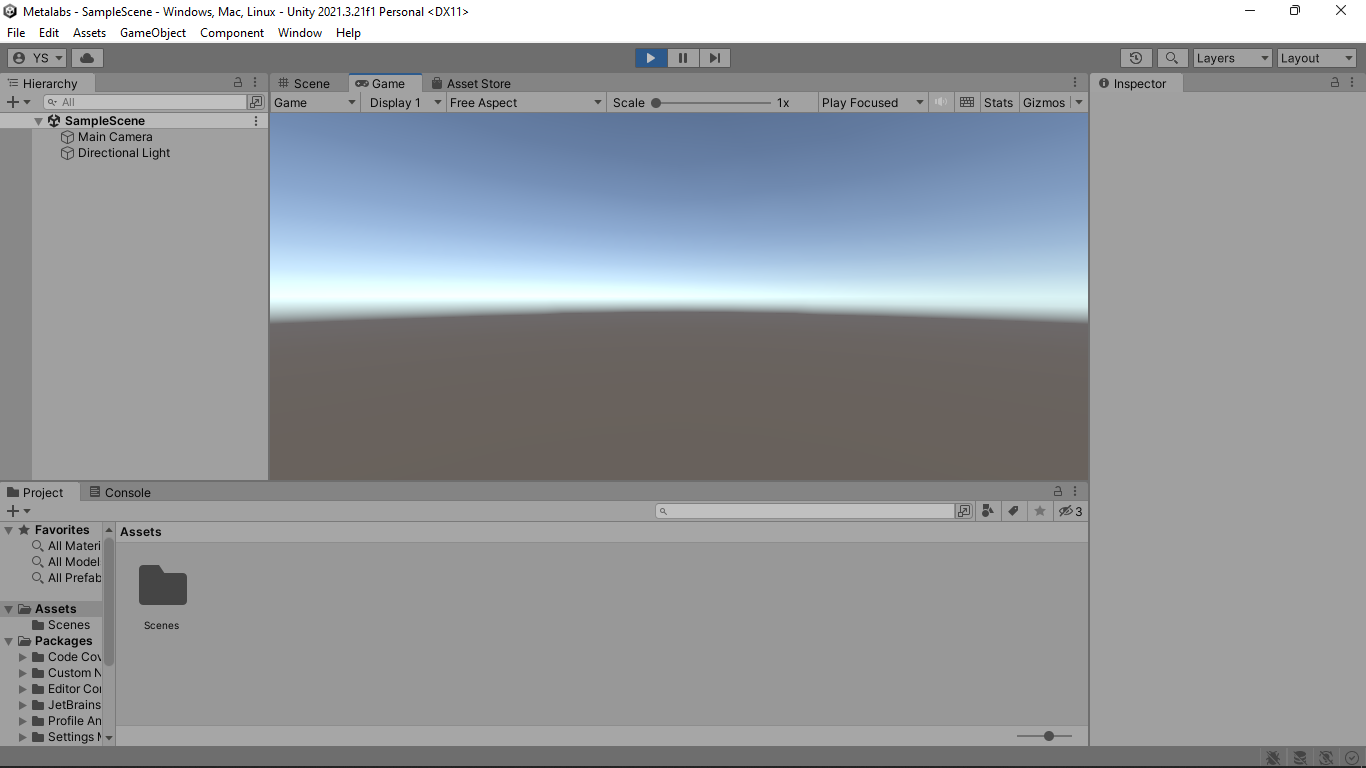 Metalabs - SampleScene - Windows, Mac, Linux - Unity 2021.3.21f1 Personal <DX11>
File Edit Assets GameObject Component Window Help
YS Layers Layout
Hierarchy Scene Game Asset Store Inspector
All Game Display 1 Free Aspect Scale 1x Play Focused Stats Gizmos
SampleScene
Main Camera
Directional Light
Project Console
3
Favorites Assets
All Materi
All Model
All Prefab
Assets
Scenes Scenes
Packages
Code Cov
Custom N
Editor Cor
JetBrains
Profile An
Settings M